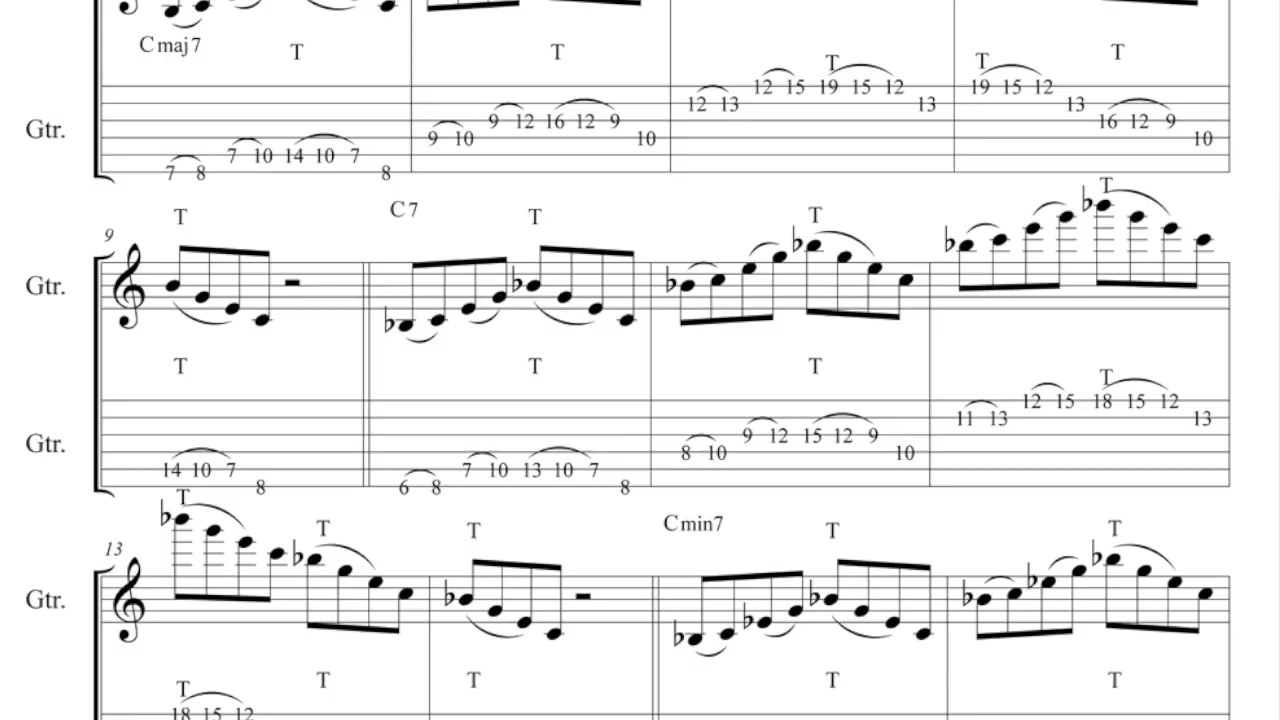 Cmaj7
T T T T T
12 15 19 15 12 19 15 12
12 13 13 13
9 12 16 12 9 16 12 9
Gtr. 9 10 10 10
7 10 14 10 7
7 8 8
T C7 T T T
9
Gtr.
T T T T
12 15 18 15 12
11 13 13
9 12 15 12 9
Gtr. 8 10 10
14 10 7 7 10 13 10 7
8 6 8 8
T T T Cmin7 T T
13
Gtr.
T T T T T
18 15 12